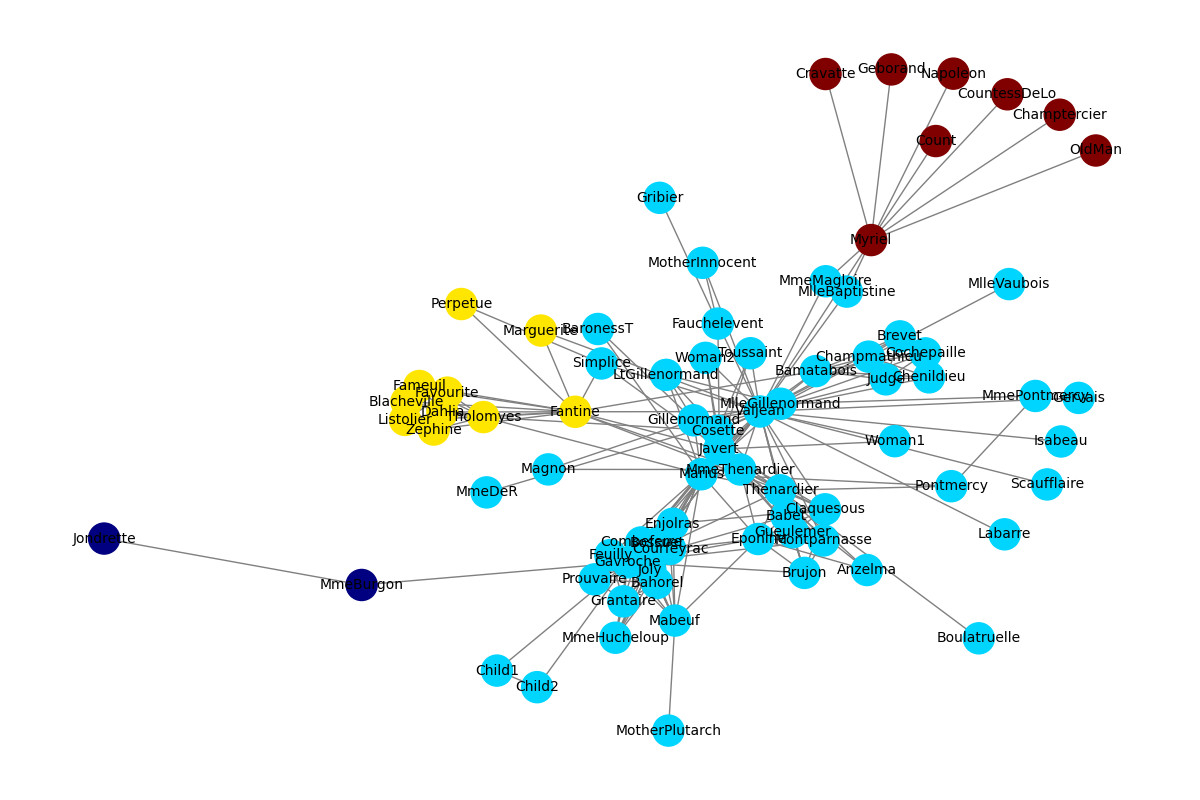 Cravatte
Geborand
Napoleon
CountessDeLo
Champtercier
Count
OldMan
Gribier
Myriel
MotherInnocent
MmeMagloire
MlleBaptistine
MlleVaubois
Perpetue
Marguerite
BaronessT
Fauchelevent
Brevet
Simplice
Woman2
Toussaint
Champmathieu
Cochepaille
LtGillenormand
Bamatabois
Judge
Chenildieu
Fameuil
Favourite
Blacheville
Dahlia
Listolier
Zephine
Tholomyes
Fantine
MlleGillenormand
Valjean
Gillenormand
MmePontmercy
Gervais
Cosette
Javert
Woman1
Isabeau
Magnon
Marius
MmeThenardier
MmeDeR
Thenardier
Pontmercy
Scaufflaire
Claquesous
Babet
Enjolras
Gueulemer
Labarre
Jondrette
Combeferre
Bossuet
Courfeyrac
Eponine
Montparnasse
Feuilly
Gavroche
Joly
Prouvaire
Bahorel
Brujon
Anzelma
MmeBurgon
Grantaire
Mabeuf
MmeHucheloup
Boulatruelle
Child1
Child2
MotherPlutarch